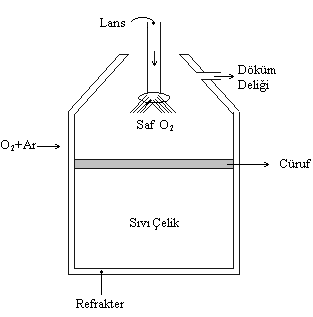 Lans
Döküm
Deliği
Saf O₂
O₂+Ar
Cüruf
Sıvı Çelik
Refrakter